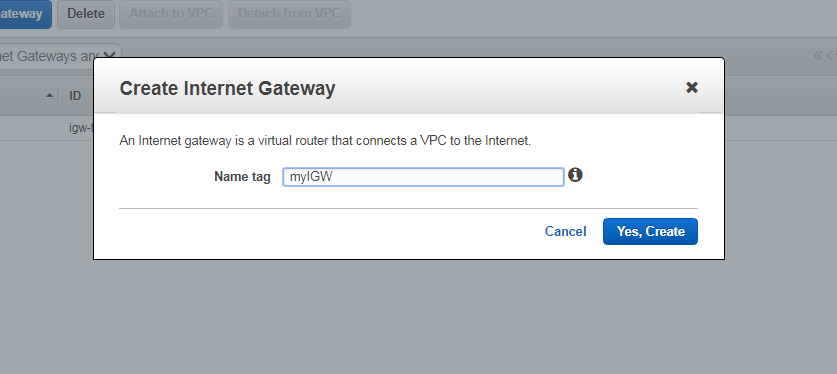 ateway Delete Attach to VPC Detach from VPC
net Gateways an
ID
igw-f
Create Internet Gateway
An Internet gateway is a virtual router that connects a VPC to the Internet.
Name tag myIGW
Cancel Yes, Create